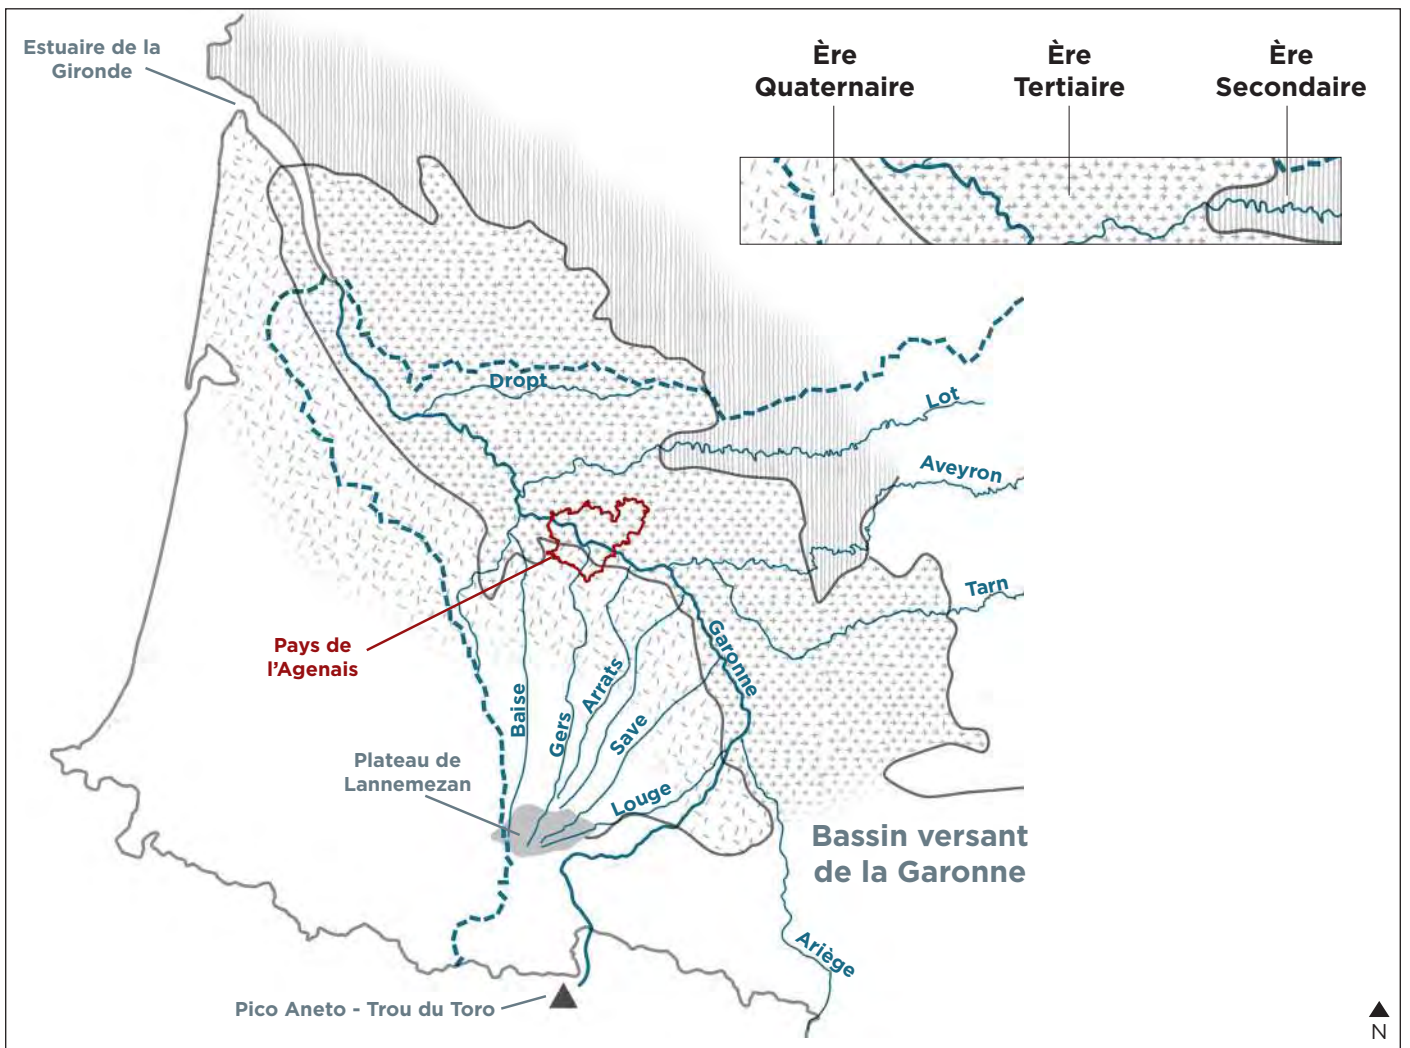 Estuaire de la
Gironde
Ère
Quaternaire
Ère
Tertiaire
Ère
Secondaire
Dropt
Lot
Aveyron
Tarn
Pays de
l'Agenais
Garonne
Baise
Gers
Arrats
Save
Louge
Plateau de
Lannemezan
Bassin versant
de la Garonne
Ariège
Pico Aneto - Trou du Toro
N